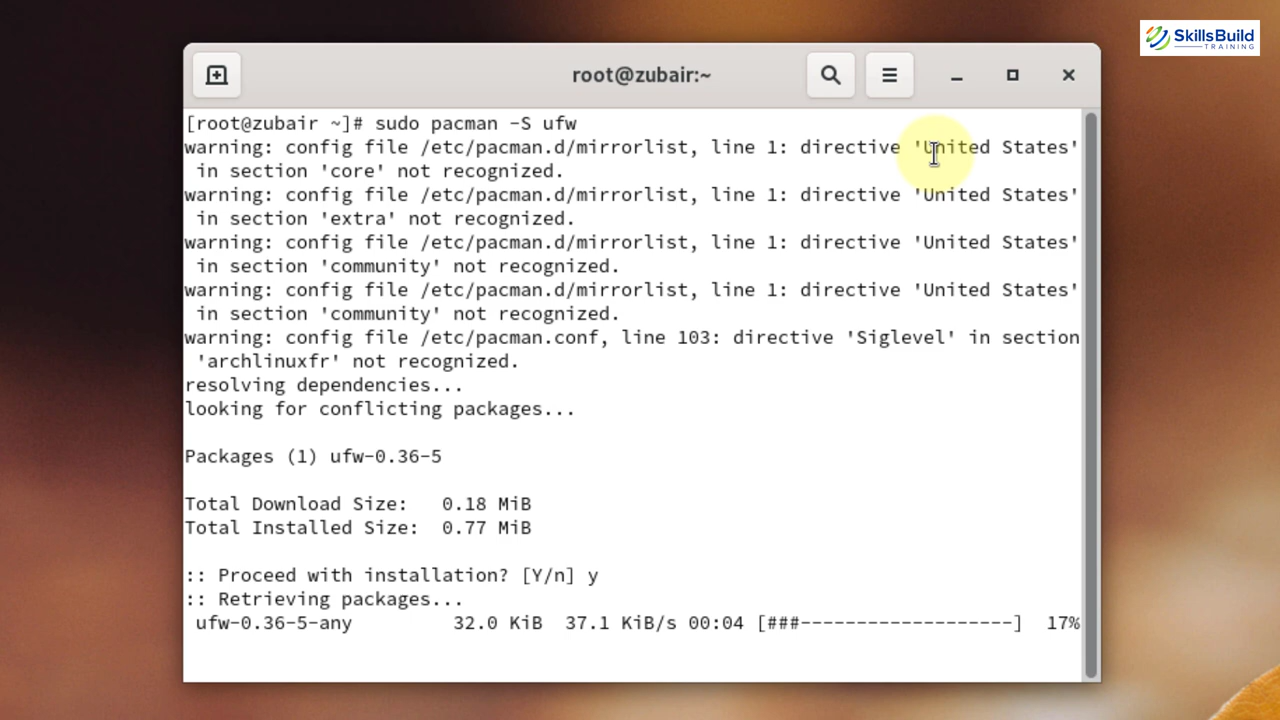 SkillsBuild
TRAINING
root@zubair:~
[root@zubair ~]# sudo pacman -S ufw
warning: config file /etc/pacman.d/mirrorlist, line 1: directive 'United States'
 in section 'core' not recognized.
warning: config file /etc/pacman.d/mirrorlist, line 1: directive 'United States'
 in section 'extra' not recognized.
warning: config file /etc/pacman.d/mirrorlist, line 1: directive 'United States'
 in section 'community' not recognized.
warning: config file /etc/pacman.d/mirrorlist, line 1: directive 'United States'
 in section 'community' not recognized.
warning: config file /etc/pacman.conf, line 103: directive 'Siglevel' in section
 'archlinuxfr' not recognized.
resolving dependencies...
looking for conflicting packages...
Packages (1) ufw-0.36-5
Total Download Size:   0.18 MiB
Total Installed Size:  0.77 MiB
:: Proceed with installation? [Y/n] y
:: Retrieving packages...
 ufw-0.36-5-any         32.0 KiB  37.1 KiB/s 00:04 [###-------------------]  17%